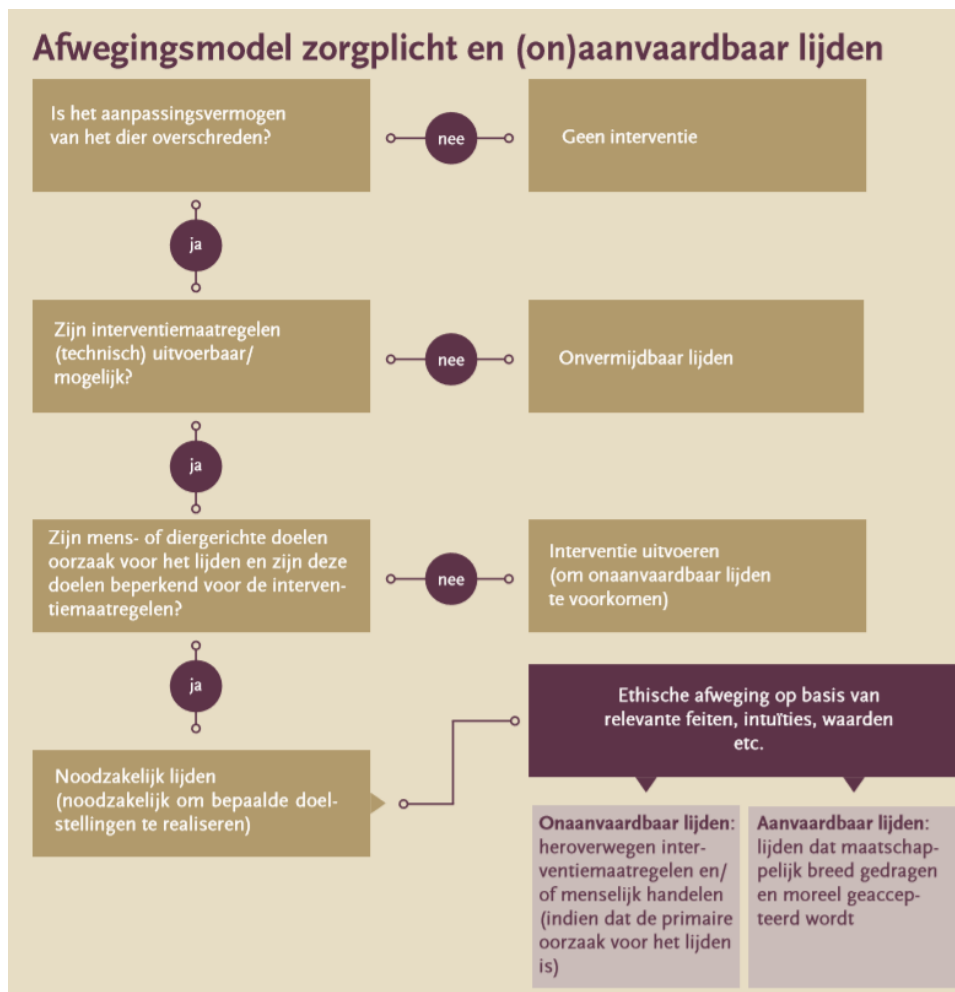 Afwegingsmodel zorgplicht en (on)aanvaardbaar lijden
Is het aanpassingsvermogen
van het dier overschreden?
nee
Geen interventie
ja
Zijn interventiemaatregelen
(technisch) uitvoerbaar/
mogelijk?
nee
Onvermijdbaar lijden
ja
Zijn mens- of diergerichte doelen
oorzaak voor het lijden en zijn deze
doelen beperkend voor de interven-
tiemaatregelen?
nee
Interventie uitvoeren
(om onaanvaardbaar lijden
te voorkomen)
ja
Noodzakelijk lijden
(noodzakelijk om bepaalde doel-
stellingen te realiseren)
Ethische afweging op basis van
relevante feiten, intuïties, waarden
etc.
Onaanvaardbaar lijden:
heroverwegen inter-
ventiemaatregelen en/
of menselijk handelen
(indien dat de primaire
oorzaak voor het lijden
is)
Aanvaardbaar lijden:
lijden dat maatschap-
pelijk breed gedragen
en moreel geaccep-
teerd wordt